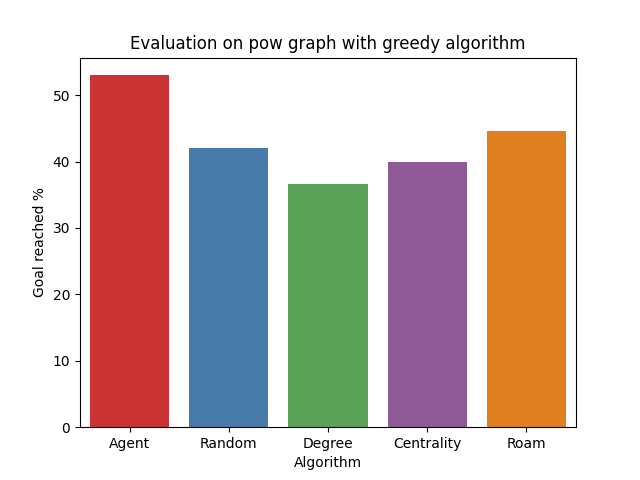 Evaluation on pow graph with greedy algorithm
50
40
30
20
10
0
Goal reached %
Agent Random Degree Centrality Roam
Algorithm